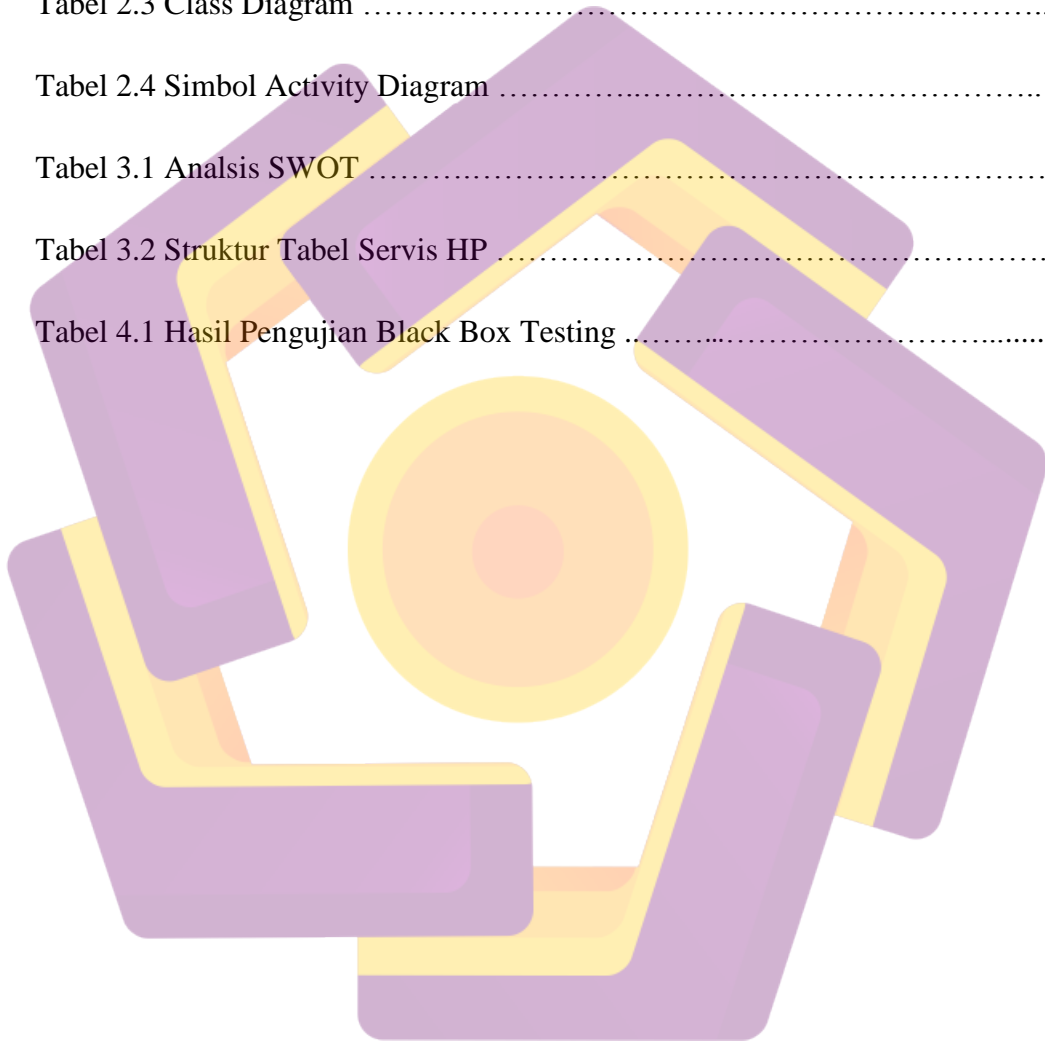 Tabel 2.3 Class Diagram ……………………………………………………..
Tabel 2.4 Simbol Activity Diagram …………..………………………………..
Tabel 3.1 Analsis SWOT ……….………………………………………………
Tabel 3.2 Struktur Tabel Servis HP …………………………………………….
Tabel 4.1 Hasil Pengujian Black Box Testing ..……...……………………........